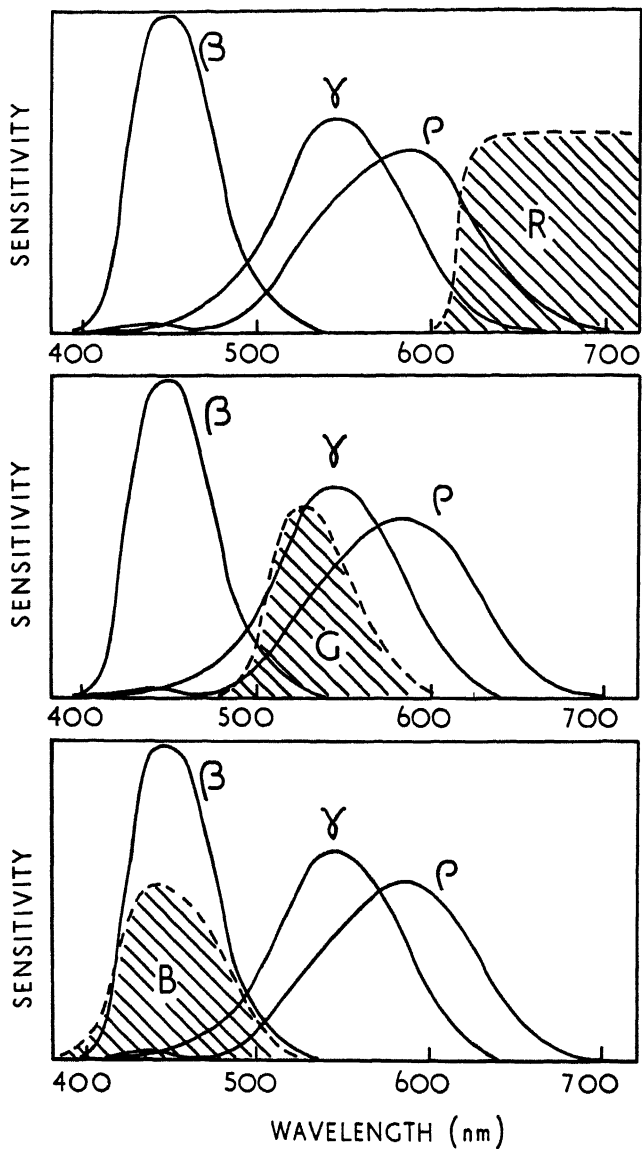 SENSITIVITY
β γ ρ R
400 500 600 700
SENSITIVITY
β γ ρ G
400 500 600 700
SENSITIVITY
β γ ρ B
400 500 600 700
WAVELENGTH (nm)